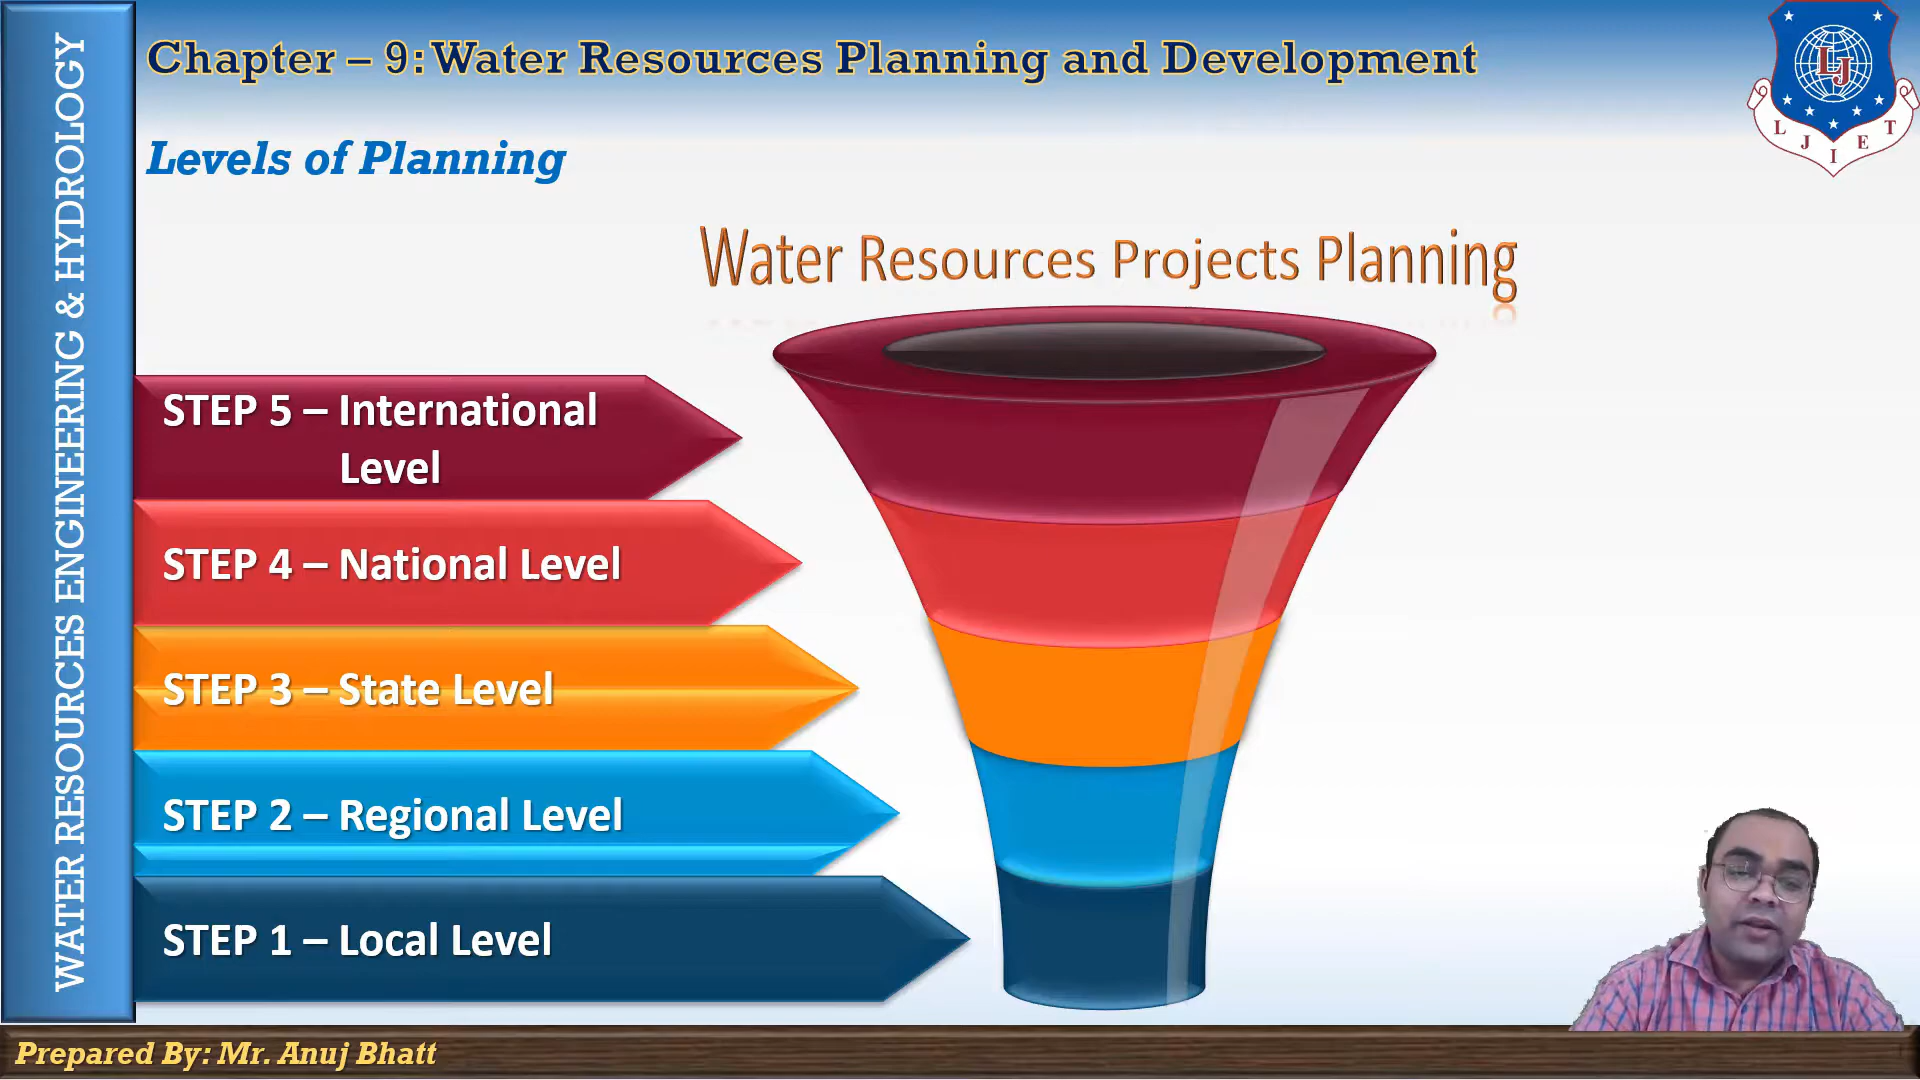 WATER RESOURCES ENGINEERING & HYDROLOGY
Chapter – 9: Water Resources Planning and Development
L J I E T
LJ
Levels of Planning
Water Resources Projects Planning
STEP 5 – International
Level
STEP 4 – National Level
STEP 3 – State Level
STEP 2 – Regional Level
STEP 1 – Local Level
Prepared By: Mr. Anuj Bhatt